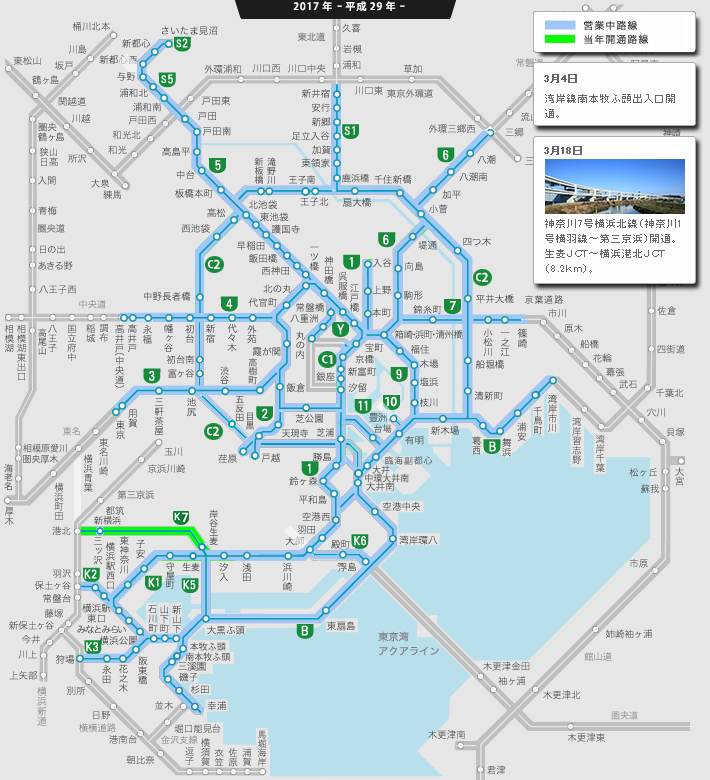 2017 年 - 平成 29 年 -
営業中路線
当年開通路線
3月4日
湾岸線南本牧ふ頭出入口開
通。
3月18日
神奈川7号横浜北線(神奈川1
号横羽線〜第三京浜)開通。
生麦JCT〜横浜港北JCT
(8.2km)。
桶川北本
さいたま見沼
新都心
新都心西
与野
浦和北
浦和南
川島
坂戸
東松山
鶴ヶ島
関越道
川越
所沢
大泉
練馬
圏央
鶴ヶ島
狭山
日高
入間
青梅
圏央道
日の出
あきる野
八王子西
外環浦和
川口西
川口中央
川口東
草加
東京外環道
外環三郷西
三郷
流山
常磐道
戸田東
戸田西
戸田
戸田南
和光北
和光
高島平
中台
板橋本町
東北道
久喜
岩槻
浦和
新井宿
安行
新郷
足立入谷
加賀
東領家
鹿浜橋
新板橋
滝野川
王子南
王子北
扇大橋
千住新橋
小菅
加平
八潮南
八潮
堤通
四つ木
向島
駒形
平井大橋
京葉道路
錦糸町
小松川
一之江
篠崎
市川
原木
船橋
花輪
幕張
武石
千葉北
穴川
貝塚
大宮
松ヶ丘
蘇我
市原
姉崎袖ヶ浦
館山道
木更津北
圏央道
木更津東
木更津金田
袖ヶ浦
木更津南
君津
佐倉
四街道
神崎
北池袋
東池袋
護国寺
早稲田
飯田橋
西神田
一ツ橋
神田橋
呉服橋
江戸橋
入谷
上野
本町
高松
西池袋
中野長者橋
北の丸
代官町
常盤橋
八重洲
丸の内
霞が関
中央道
相模湖
相模湖東出口
八王子
高尾山
国立府中
稲城
調布
高井戸(中央道)
高井戸
永福
幡ヶ谷
初台
新宿
代々木
外苑
初台南
富ヶ谷
渋谷
高樹町
飯倉
芝公園
芝浦
銀座
京橋
宝町
新富町
汐留
箱崎・浜町・清州橋
福住
木場
塩浜
枝川
豊洲
台場
有明
新木場
船堀橋
清新町
葛西
舞浜
浦安
千鳥町
湾岸市川
湾岸習志野
湾岸千葉
池尻
三軒茶屋
用賀
東京
五反田
目黒
天現寺
荏原
戸越
勝島
鈴ヶ森
平和島
空港西
羽田
大師
大井
中環大井南
大井南
臨海副都心
空港中央
湾岸環八
東名
東名川崎
玉川
京浜川崎
横浜青葉
横浜町田
相模原愛川
圏央厚木
海老名
厚木
第三京浜
都筑
港北
新横浜
岸谷生麦
羽沢
保土ヶ谷
常盤台
三ツ沢
横浜駅西口
東神奈川
子安
守屋町
生麦
汐入
浅田
浜川崎
殿町
浮島
横浜駅
東口
みなとみらい
横浜公園
石川町
山下町
新山下
大黒ふ頭
東扇島
東京湾
アクアライン
藤塚
新保土ヶ谷
今井
川上
上矢部
狩場
永田
花之木
阪東橋
本牧ふ頭
南本牧ふ頭
三渓園
磯子
杉田
幸浦
並木
堀口能見台
金沢支線
別所
日野
横横道路
港南台
朝比奈
逗子
横須賀
衣笠
佐原
浦賀
馬堀海岸
横浜新道
S2
S5
S1
5
6
6
1
C2
C2
C2
4
7
Y
C1
3
2
9
10
11
1
B
B
K7
K6
K5
K1
K2
K3